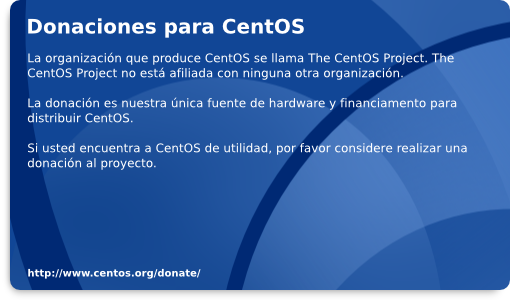 Donaciones para CentOS
La organización que produce CentOS se llama The CentOS Project. The
CentOS Project no está afiliada con ninguna otra organización.
La donación es nuestra única fuente de hardware y financiamento para
distribuir CentOS.
Si usted encuentra a CentOS de utilidad, por favor considere realizar una
donación al proyecto.
http://www.centos.org/donate/